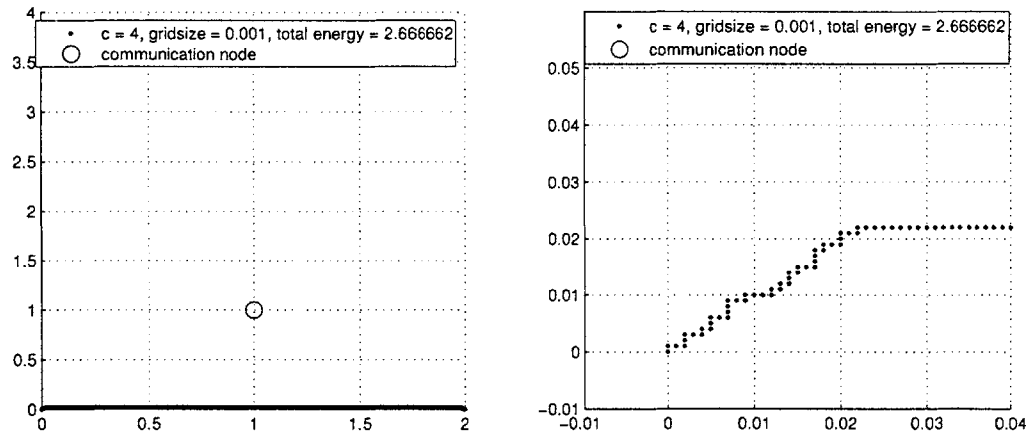 4
c = 4, gridsize = 0.001, total energy = 2.666662
3.5
communication node
3
2.5
2
1.5
1
0.5
0
0 0.5 1 1.5 2
c = 4, gridsize = 0.001, total energy = 2.666662
communication node
0.05
0.04
0.03
0.02
0.01
0
−0.01
−0.01 0 0.01 0.02 0.03 0.04